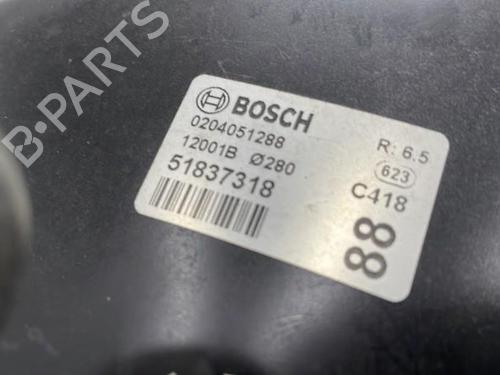 BOSCH
0204051288
R: 6.5
12001B Ø280
623
51837318
C418
88
B-PARTS